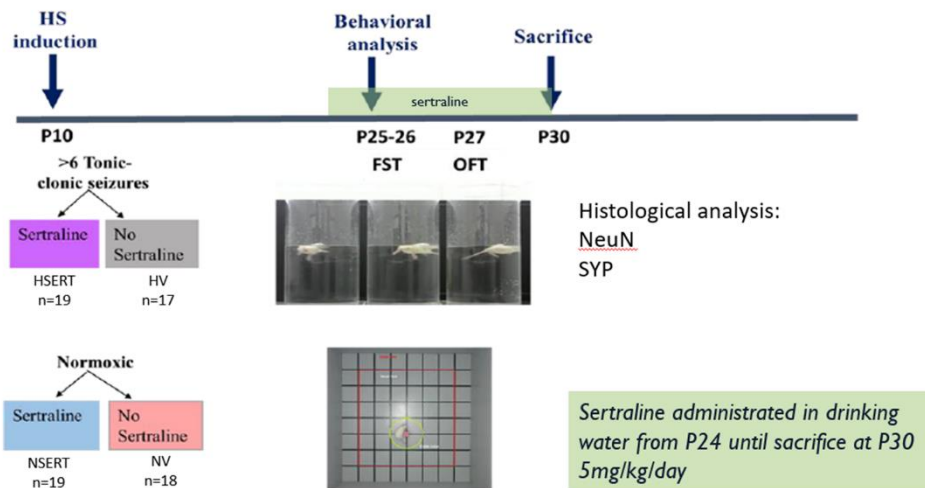 HS
induction
Behavioral
analysis
Sacrifice
sertraline
P10
P25-26
FST
P27
OFT
P30
>6 Tonic-
clonic seizures
Sertraline
No
Sertraline
HSERT
n=19
HV
n=17
Histological analysis:
NeuN
SYP
Normoxic
Sertraline
No
Sertraline
NSERT
n=19
NV
n=18
Sertraline administrated in drinking
water from P24 until sacrifice at P30
5mg/kg/day